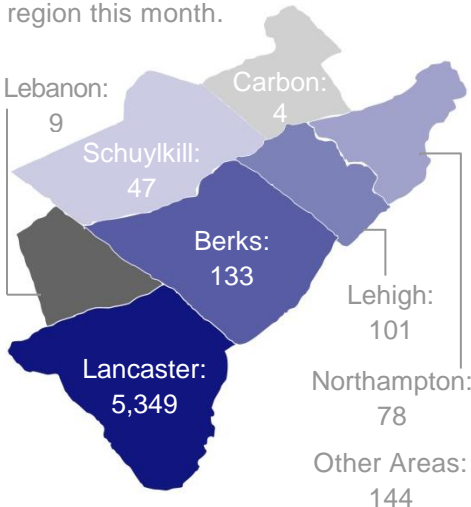 region this month.
Lebanon:
9
Carbon:
4
Schuylkill:
47
Berks:
133
Lehigh:
101
Lancaster:
5,349
Northampton:
78
Other Areas:
144